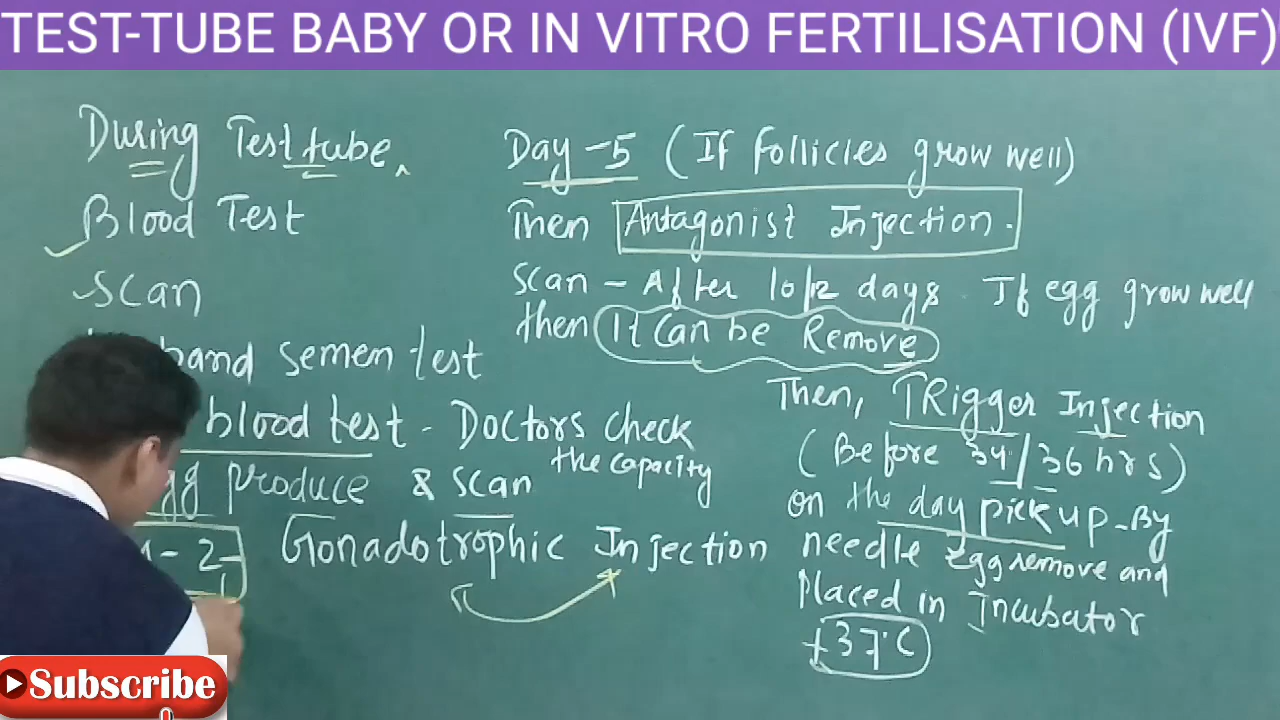 TEST-TUBE BABY OR IN VITRO FERTILISATION (IVF)
During Test tube
Blood Test
Scan
band semen test
blood test - Doctors check
the capacity
gg produce & scan
- 2- Gonadotrophic Injection
Day -5 (If follicles grow well)
Then Antagonist Injection.
Scan - After 10/12 days If egg grow well
then It can be Remove
Then, TRigger Injection
(Before 34/36 hrs)
on the day pick up - By
needle egg remove and
Placed in Incubator
+37°C
Subscribe